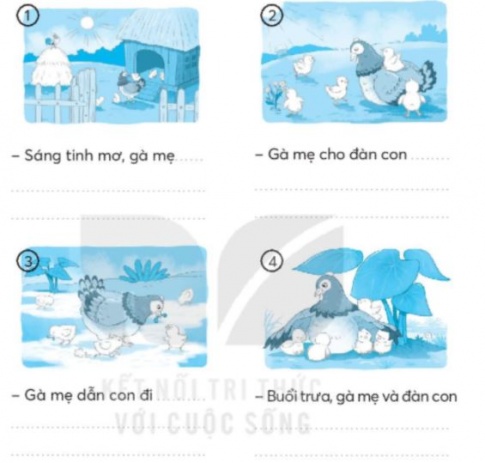 1
2
- Sáng tinh mơ, gà mẹ......
- Gà mẹ cho đàn con ........
3
4
- Gà mẹ dẫn con đi ........
- Buổi trưa, gà mẹ và đàn con
KẾT NỐI TRI THỨC
VỚI CUỘC SỐNG